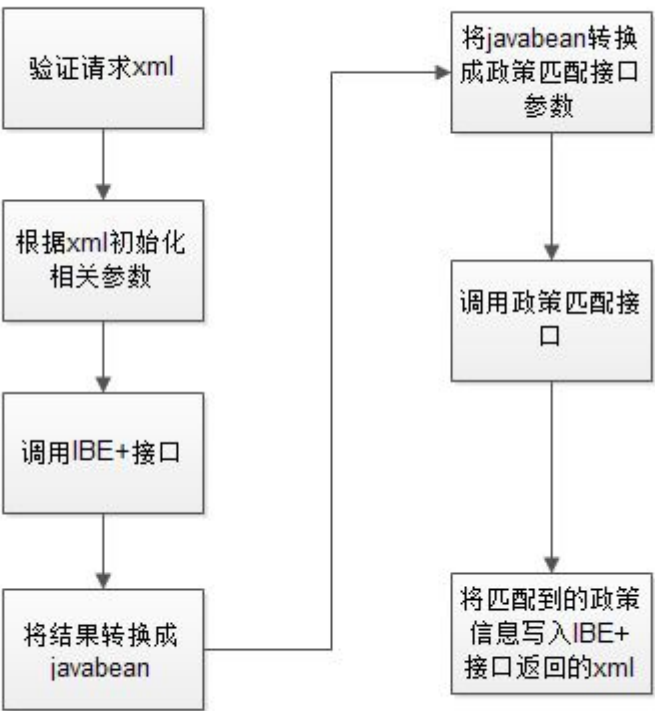 验证请求xml
根据xml初始化
相关参数
调用IBE+接口
将结果转换成
javabean
将javabean转换
成政策匹配接口
参数
调用政策匹配接
口
将匹配到的政策
信息写入IBE+
接口返回的xml